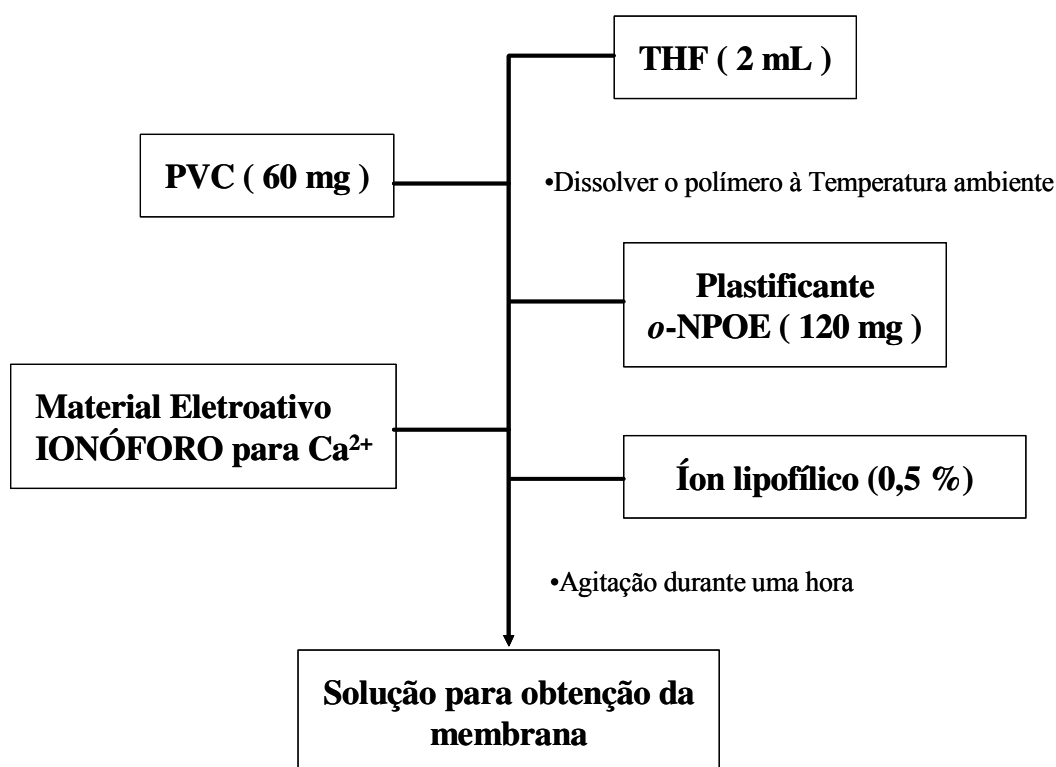 THF ( 2 mL )
PVC ( 60 mg )
•Dissolver o polímero à Temperatura ambiente
Plastificante
o-NPOE ( 120 mg )
Material Eletroativo
IONÓFORO para Ca²⁺
Íon lipofílico (0,5 %)
•Agitação durante uma hora
Solução para obtenção da
membrana